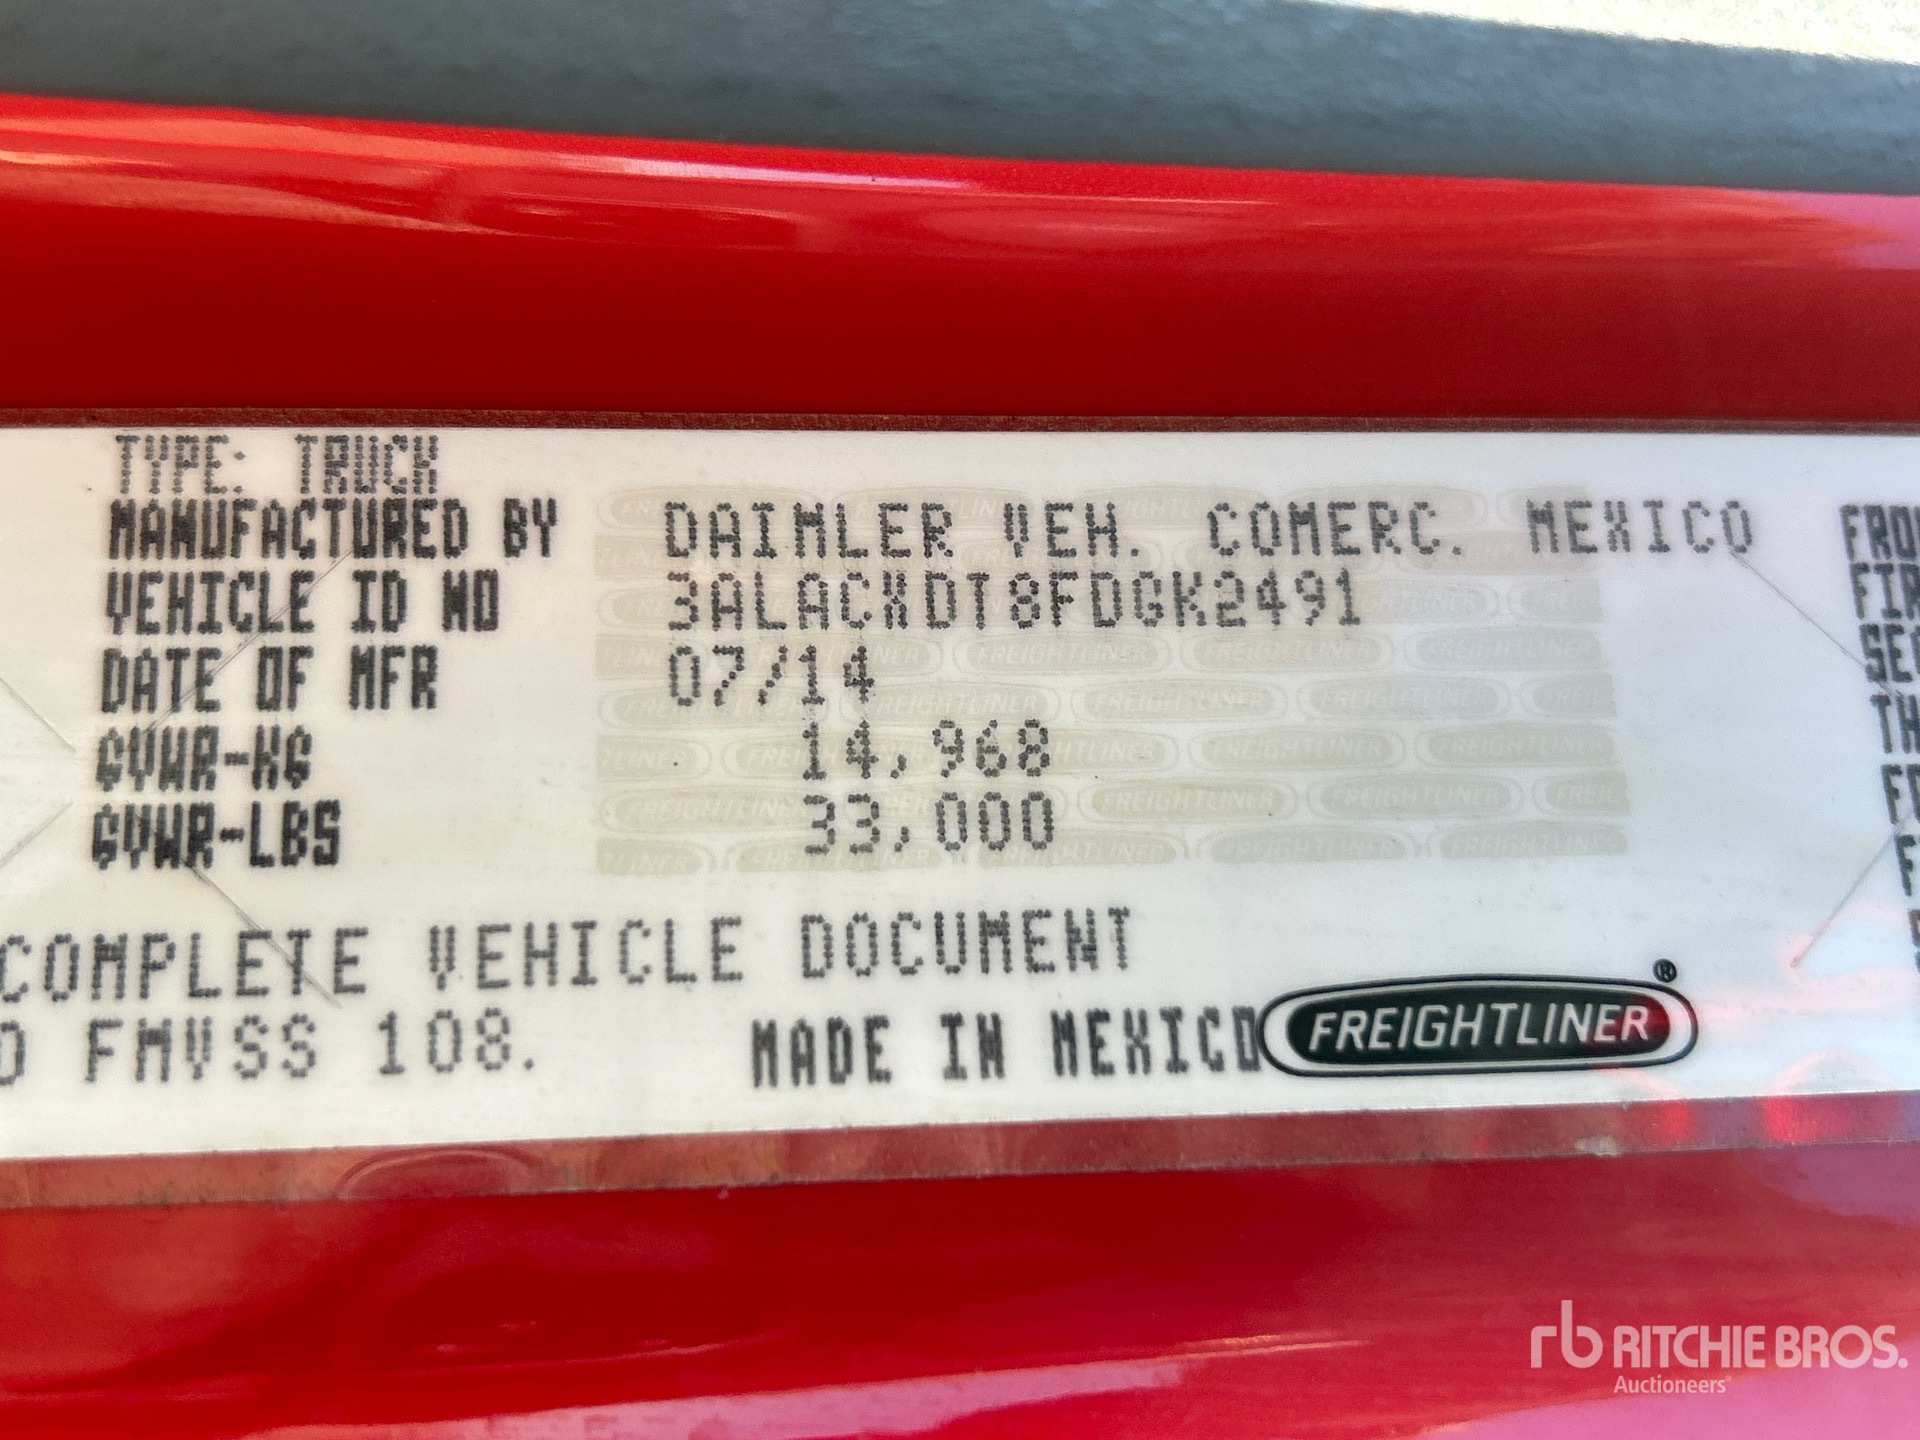 TYPE: TRUCK
MANUFACTURED BY DAIMLER VEH. COMERC. MEXICO
VEHICLE ID NO 3ALACXDT8FDGK2491
DATE OF MFR 07/14
GVWR-KG 14,968
GVWR-LBS 33,000
COMPLETE VEHICLE DOCUMENT
O FMVSS 108. MADE IN MEXICO FREIGHTLINER®
rb RITCHIE BROS.
Auctioneers